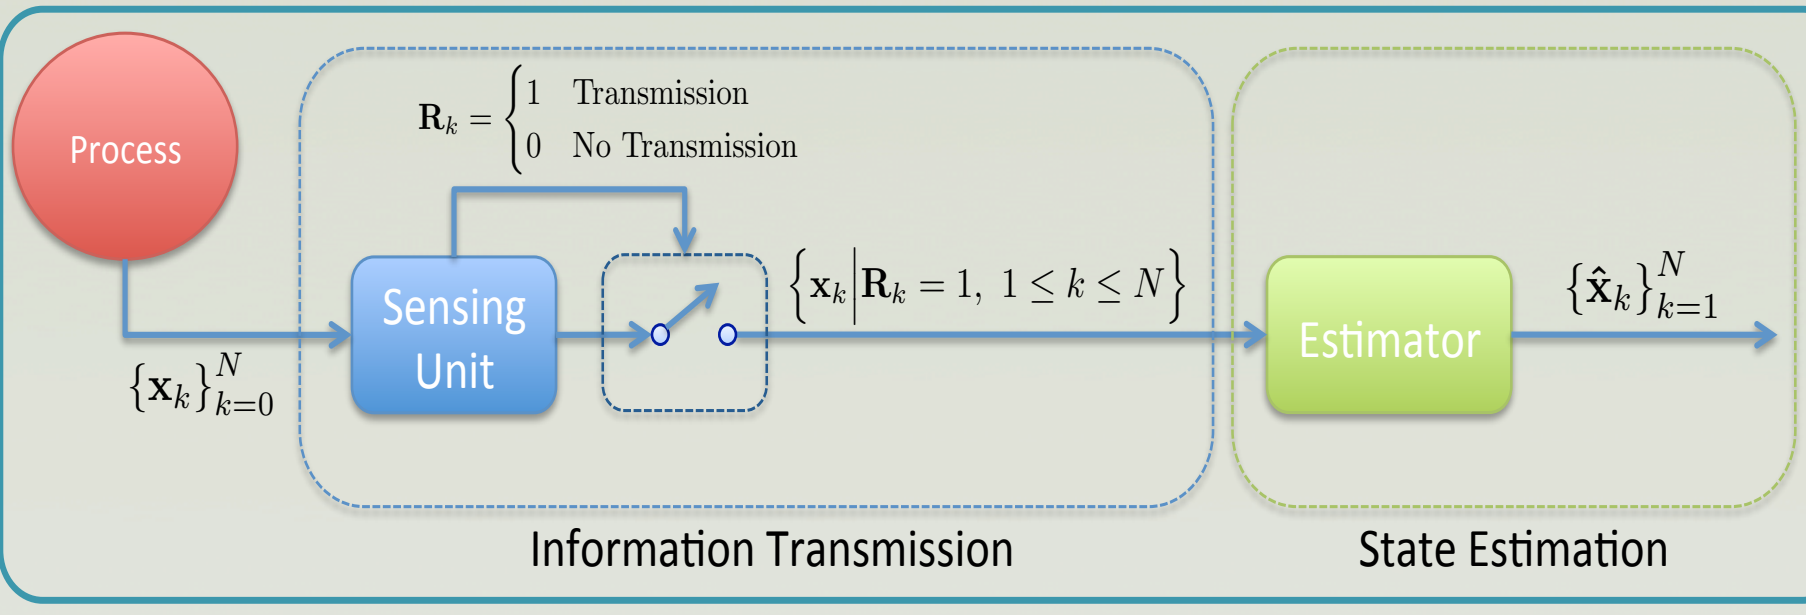 Process
{x_k}_{k=0}^N
R_k = { 1 Transmission
0 No Transmission
Sensing
Unit
{x_k | R_k = 1, 1 ≤ k ≤ N}
Information Transmission
Estimator
{x̂_k}_{k=1}^N
State Estimation